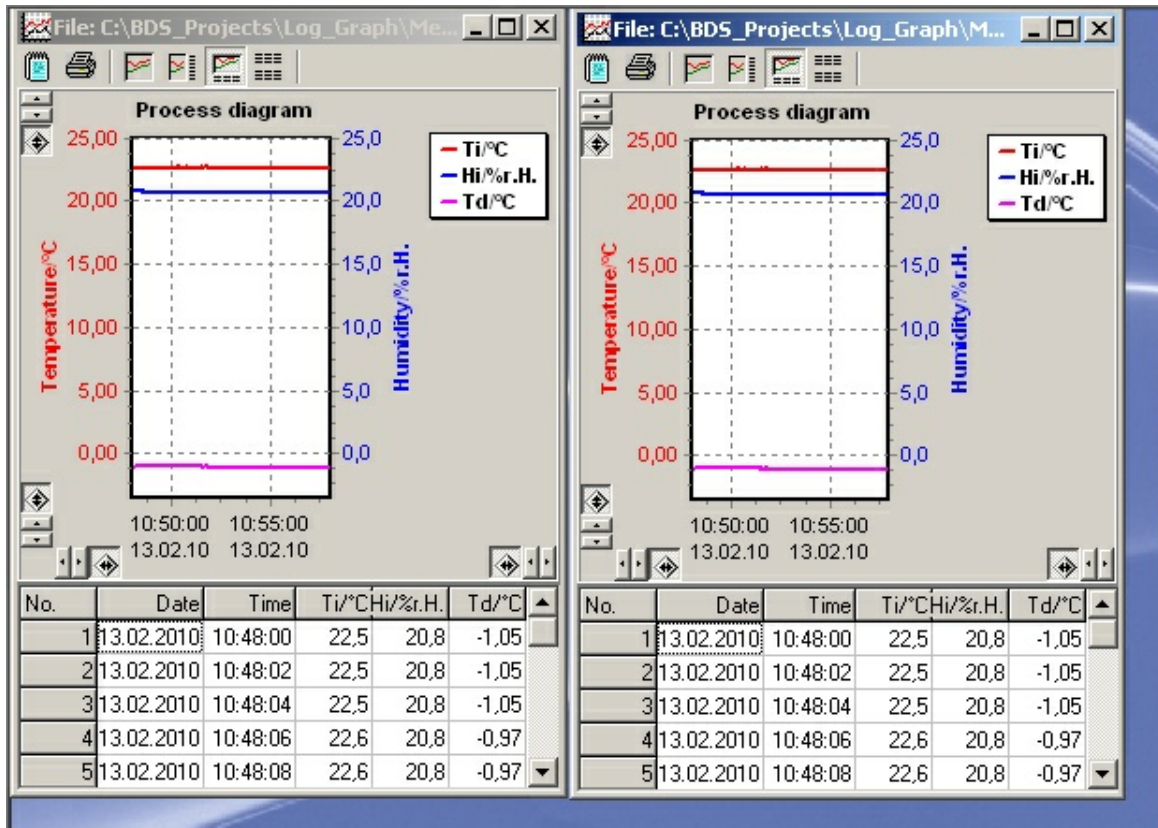 File: C:\BDS_Projects\Log_Graph\Me...
Process diagram
25,00
20,00
15,00
10,00
5,00
0,00
Temperature/°C
25,0
20,0
15,0
10,0
5,0
0,0
Humidity/%r.H.
Ti/°C
Hi/%r.H.
Td/°C
10:50:00 10:55:00
13.02.10 13.02.10
No. Date Time Ti/°C Hi/%r.H. Td/°C
1 13.02.2010 10:48:00 22,5 20,8 -1,05
2 13.02.2010 10:48:02 22,5 20,8 -1,05
3 13.02.2010 10:48:04 22,5 20,8 -1,05
4 13.02.2010 10:48:06 22,6 20,8 -0,97
5 13.02.2010 10:48:08 22,6 20,8 -0,97
File: C:\BDS_Projects\Log_Graph\M...
Process diagram
25,00
20,00
15,00
10,00
5,00
0,00
Temperature/°C
25,0
20,0
15,0
10,0
5,0
0,0
Humidity/%r.H.
Ti/°C
Hi/%r.H.
Td/°C
10:50:00 10:55:00
13.02.10 13.02.10
No. Date Time Ti/°C Hi/%r.H. Td/°C
1 13.02.2010 10:48:00 22,5 20,8 -1,05
2 13.02.2010 10:48:02 22,5 20,8 -1,05
3 13.02.2010 10:48:04 22,5 20,8 -1,05
4 13.02.2010 10:48:06 22,6 20,8 -0,97
5 13.02.2010 10:48:08 22,6 20,8 -0,97